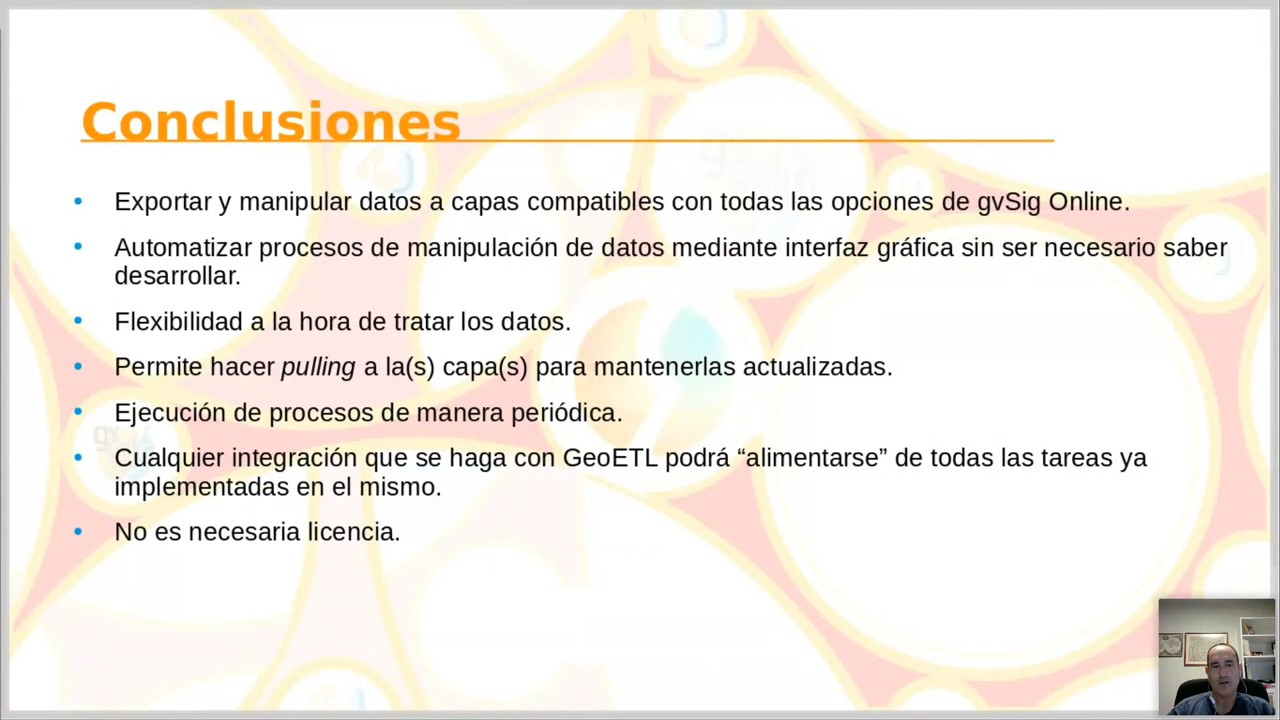 Conclusiones
• Exportar y manipular datos a capas compatibles con todas las opciones de gvSig Online.
• Automatizar procesos de manipulación de datos mediante interfaz gráfica sin ser necesario saber
desarrollar.
• Flexibilidad a la hora de tratar los datos.
• Permite hacer pulling a la(s) capa(s) para mantenerlas actualizadas.
• Ejecución de procesos de manera periódica.
• Cualquier integración que se haga con GeoETL podrá “alimentarse” de todas las tareas ya
implementadas en el mismo.
• No es necesaria licencia.